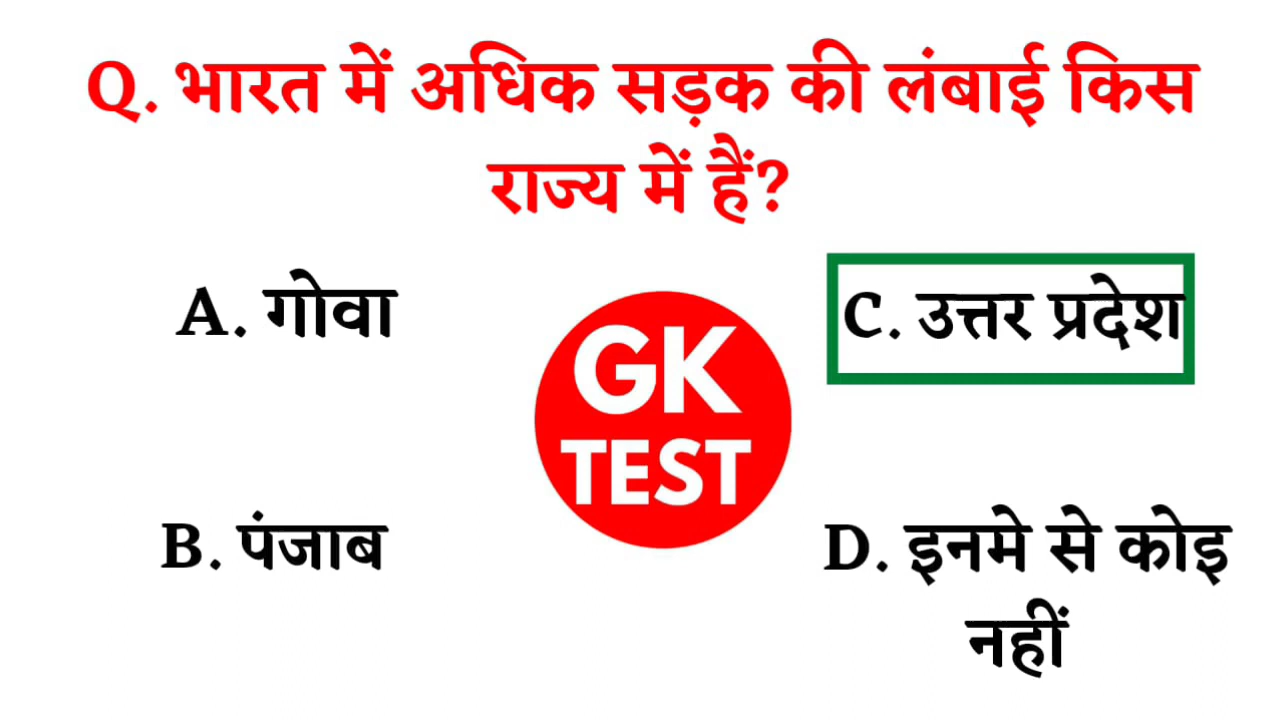 Q. भारत में अधिक सड़क की लंबाई किस
राज्य में हैं?
A. गोवा
C. उत्तर प्रदेश
GK
TEST
B. पंजाब
D. इनमे से कोइ
नहीं